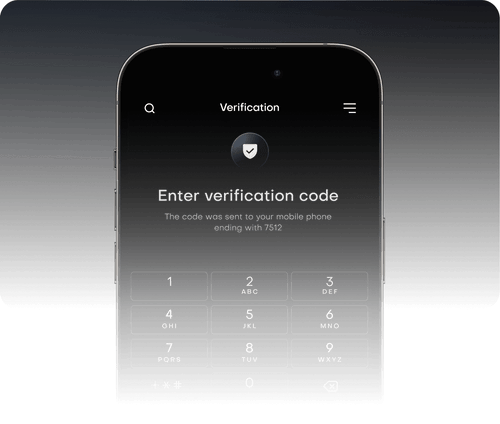 Verification
Enter verification code
The code was sent to your mobile phone
ending with 7512
1 2 3
ABC DEF
4 5 6
GHI JKL MNO
7 8 9
PQRS TUV WXYZ
0